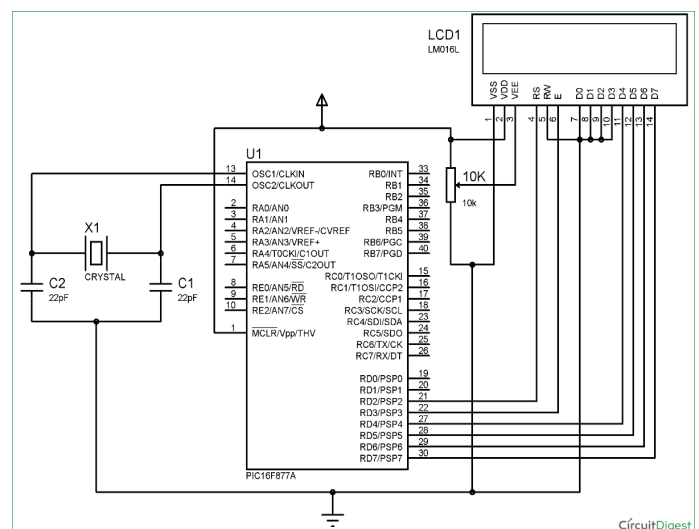 LCD1
LM016L
VSS
VDD
VEE
RS
RW
E
D0
D1
D2
D3
D4
D5
D6
D7
1
2
3
4
5
6
7
8
9
10
11
12
13
14
U1
13 OSC1/CLKIN
14 OSC2/CLKOUT
2 RA0/AN0
3 RA1/AN1
4 RA2/AN2/VREF-/CVREF
5 RA3/AN3/VREF+
6 RA4/T0CKI/C1OUT
7 RA5/AN4/SS/C2OUT
8 RE0/AN5/RD
9 RE1/AN6/WR
10 RE2/AN7/CS
1 MCLR/Vpp/THV
RB0/INT 33
RB1 34
RB2 35
RB3/PGM 36
RB4 37
RB5 38
RB6/PGC 39
RB7/PGD 40
RC0/T1OSO/T1CKI 15
RC1/T1OSI/CCP2 16
RC2/CCP1 17
RC3/SCK/SCL 18
RC4/SDI/SDA 23
RC5/SDO 24
RC6/TX/CK 25
RC7/RX/DT 26
RD0/PSP0 19
RD1/PSP1 20
RD2/PSP2 21
RD3/PSP3 22
RD4/PSP4 27
RD5/PSP5 28
RD6/PSP6 29
RD7/PSP7 30
PIC16F877A
10K
10k
X1
CRYSTAL
C2
22pF
C1
22pF
CircuitDigest